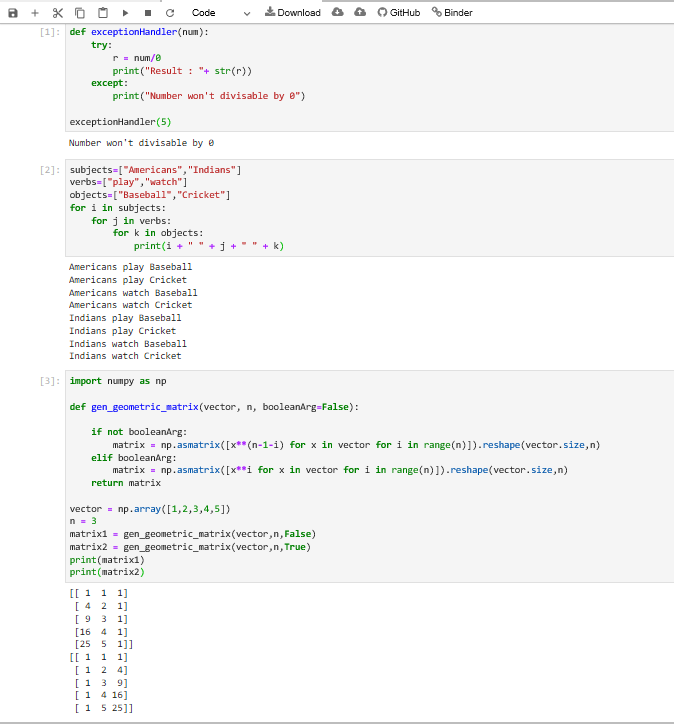 Code Download GitHub Binder
[1]: def exceptionHandler(num):
    try:
        r = num/0
        print("Result : "+ str(r))
    except:
        print("Number won't divisable by 0")

exceptionHandler(5)
Number won't divisable by 0
[2]: subjects=["Americans","Indians"]
verbs=["play","watch"]
objects=["Baseball","Cricket"]
for i in subjects:
    for j in verbs:
        for k in objects:
            print(i + " " + j + " " + k)
Americans play Baseball
Americans play Cricket
Americans watch Baseball
Americans watch Cricket
Indians play Baseball
Indians play Cricket
Indians watch Baseball
Indians watch Cricket
[3]: import numpy as np

def gen_geometric_matrix(vector, n, booleanArg=False):

    if not booleanArg:
        matrix = np.asmatrix([x**(n-1-i) for x in vector for i in range(n)]).reshape(vector.size,n)
    elif booleanArg:
        matrix = np.asmatrix([x**i for x in vector for i in range(n)]).reshape(vector.size,n)
    return matrix

vector = np.array([1,2,3,4,5])
n = 3
matrix1 = gen_geometric_matrix(vector,n,False)
matrix2 = gen_geometric_matrix(vector,n,True)
print(matrix1)
print(matrix2)
[[ 1  1  1]
 [ 4  2  1]
 [ 9  3  1]
 [16  4  1]
 [25  5  1]]
[[ 1  1  1]
 [ 1  2  4]
 [ 1  3  9]
 [ 1  4 16]
 [ 1  5 25]]